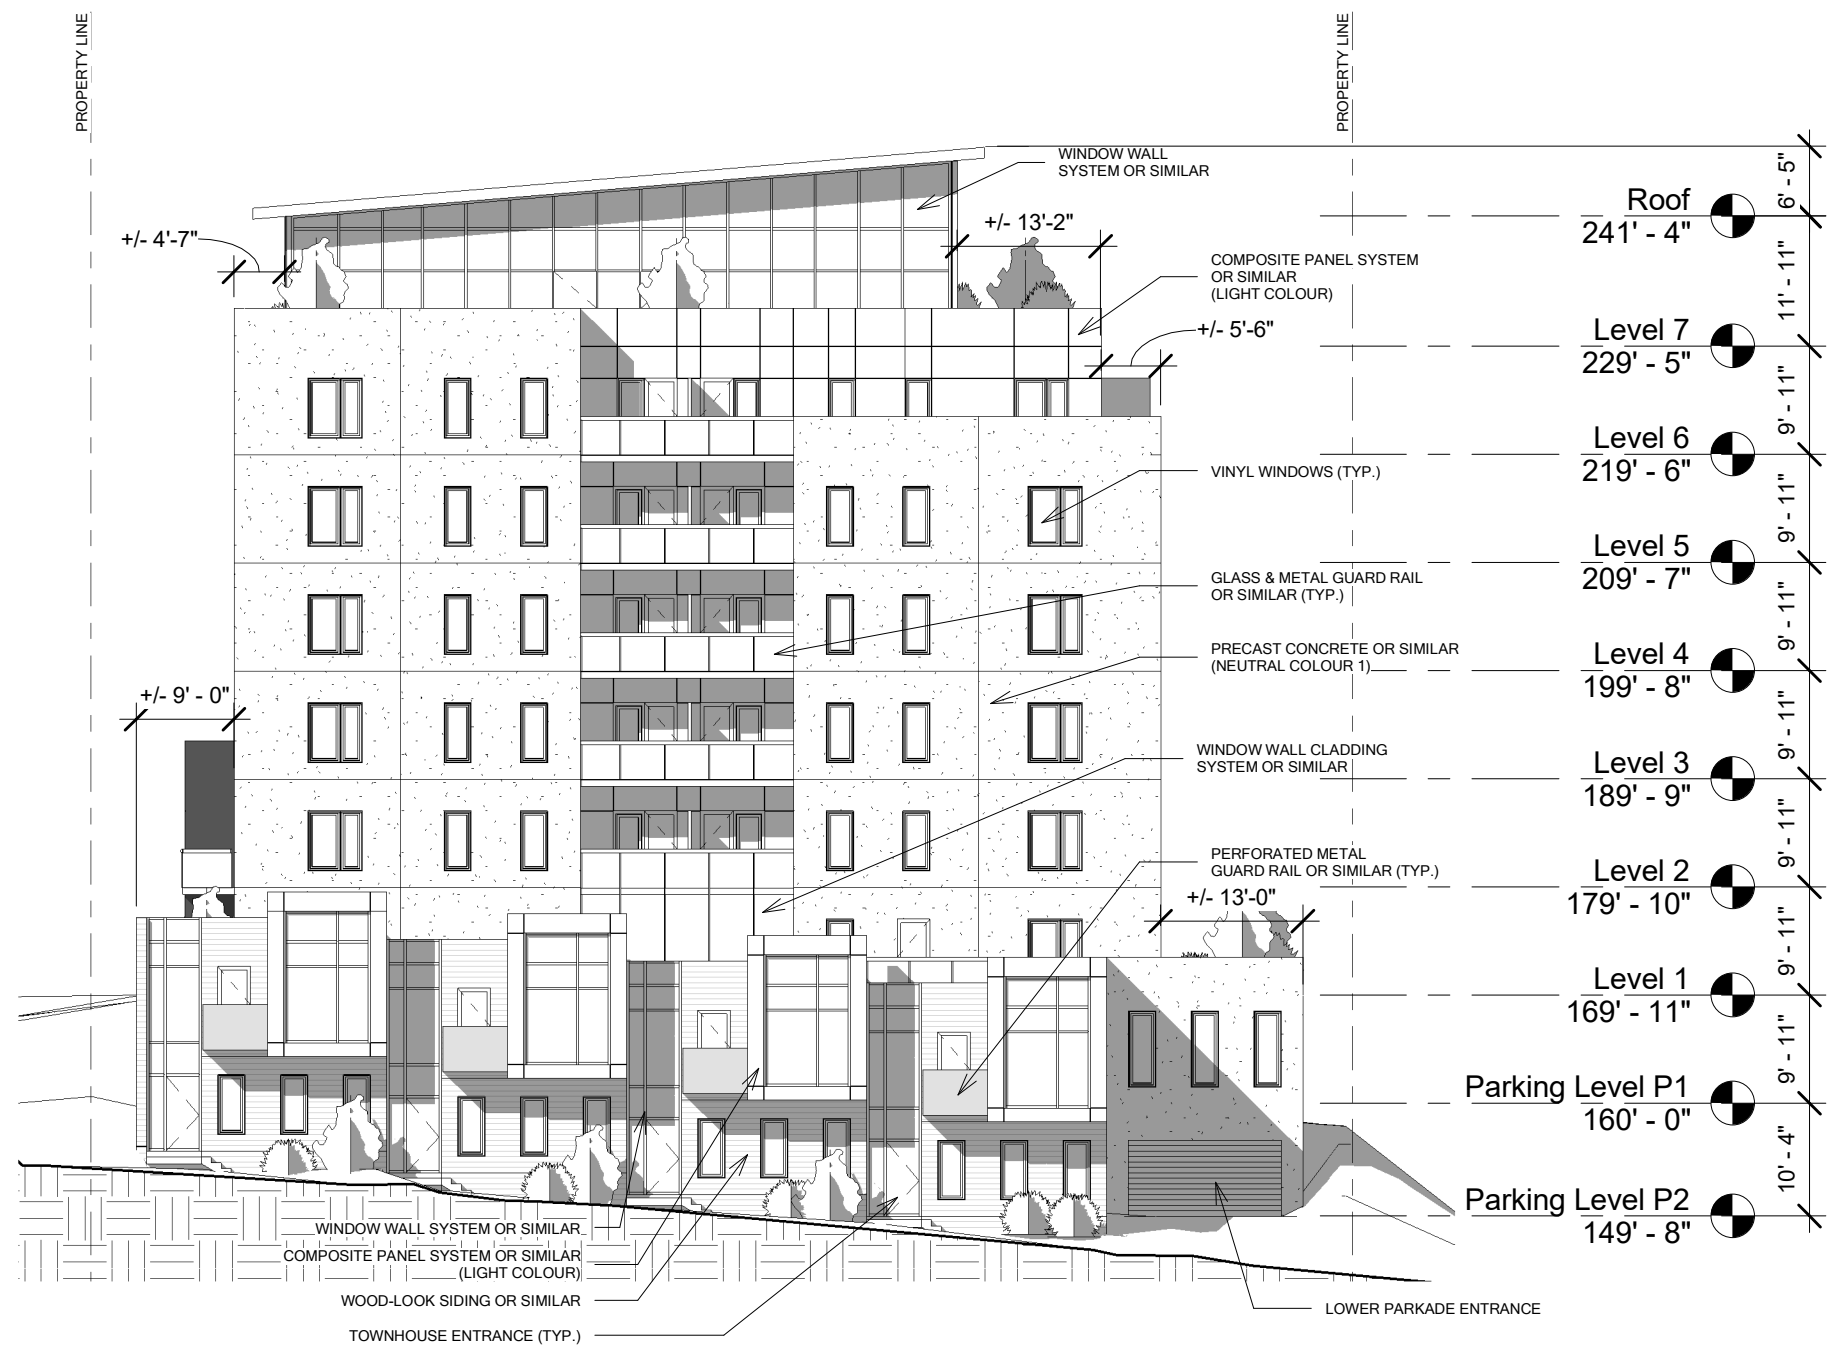 PROPERTY LINE
PROPERTY LINE
WINDOW WALL
SYSTEM OR SIMILAR
6' - 5"
Roof
241' - 4"
+/- 4'-7"
+/- 13'-2"
COMPOSITE PANEL SYSTEM
OR SIMILAR
(LIGHT COLOUR)
11' - 11"
+/- 5'-6"
Level 7
229' - 5"
9' - 11"
Level 6
219' - 6"
VINYL WINDOWS (TYP.)
9' - 11"
Level 5
209' - 7"
GLASS & METAL GUARD RAIL
OR SIMILAR (TYP.)
9' - 11"
PRECAST CONCRETE OR SIMILAR
(NEUTRAL COLOUR 1)
Level 4
199' - 8"
+/- 9' - 0"
9' - 11"
WINDOW WALL CLADDING
SYSTEM OR SIMILAR
Level 3
189' - 9"
9' - 11"
PERFORATED METAL
GUARD RAIL OR SIMILAR (TYP.)
Level 2
179' - 10"
+/- 13'-0"
9' - 11"
Level 1
169' - 11"
9' - 11"
Parking Level P1
160' - 0"
10' - 4"
Parking Level P2
149' - 8"
WINDOW WALL SYSTEM OR SIMILAR
COMPOSITE PANEL SYSTEM OR SIMILAR
(LIGHT COLOUR)
WOOD-LOOK SIDING OR SIMILAR
LOWER PARKADE ENTRANCE
TOWNHOUSE ENTRANCE (TYP.)